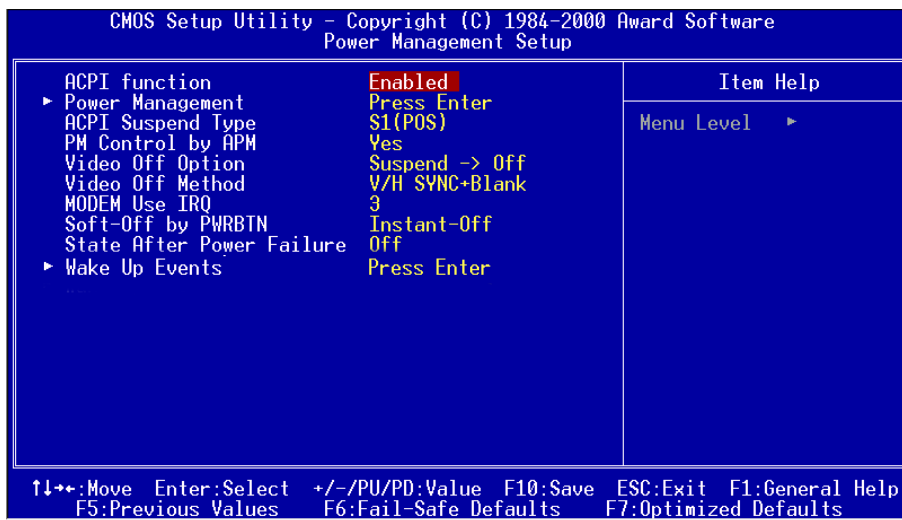 CMOS Setup Utility - Copyright (C) 1984-2000 Award Software
Power Management Setup
ACPI function Enabled
► Power Management Press Enter
ACPI Suspend Type S1(POS)
PM Control by APM Yes
Video Off Option Suspend -> Off
Video Off Method V/H SYNC+Blank
MODEM Use IRQ 3
Soft-Off by PWRBTN Instant-Off
State After Power Failure Off
► Wake Up Events Press Enter
Item Help
Menu Level ►
↑↓→←:Move Enter:Select +/-/PU/PD:Value F10:Save ESC:Exit F1:General Help
F5:Previous Values F6:Fail-Safe Defaults F7:Optimized Defaults